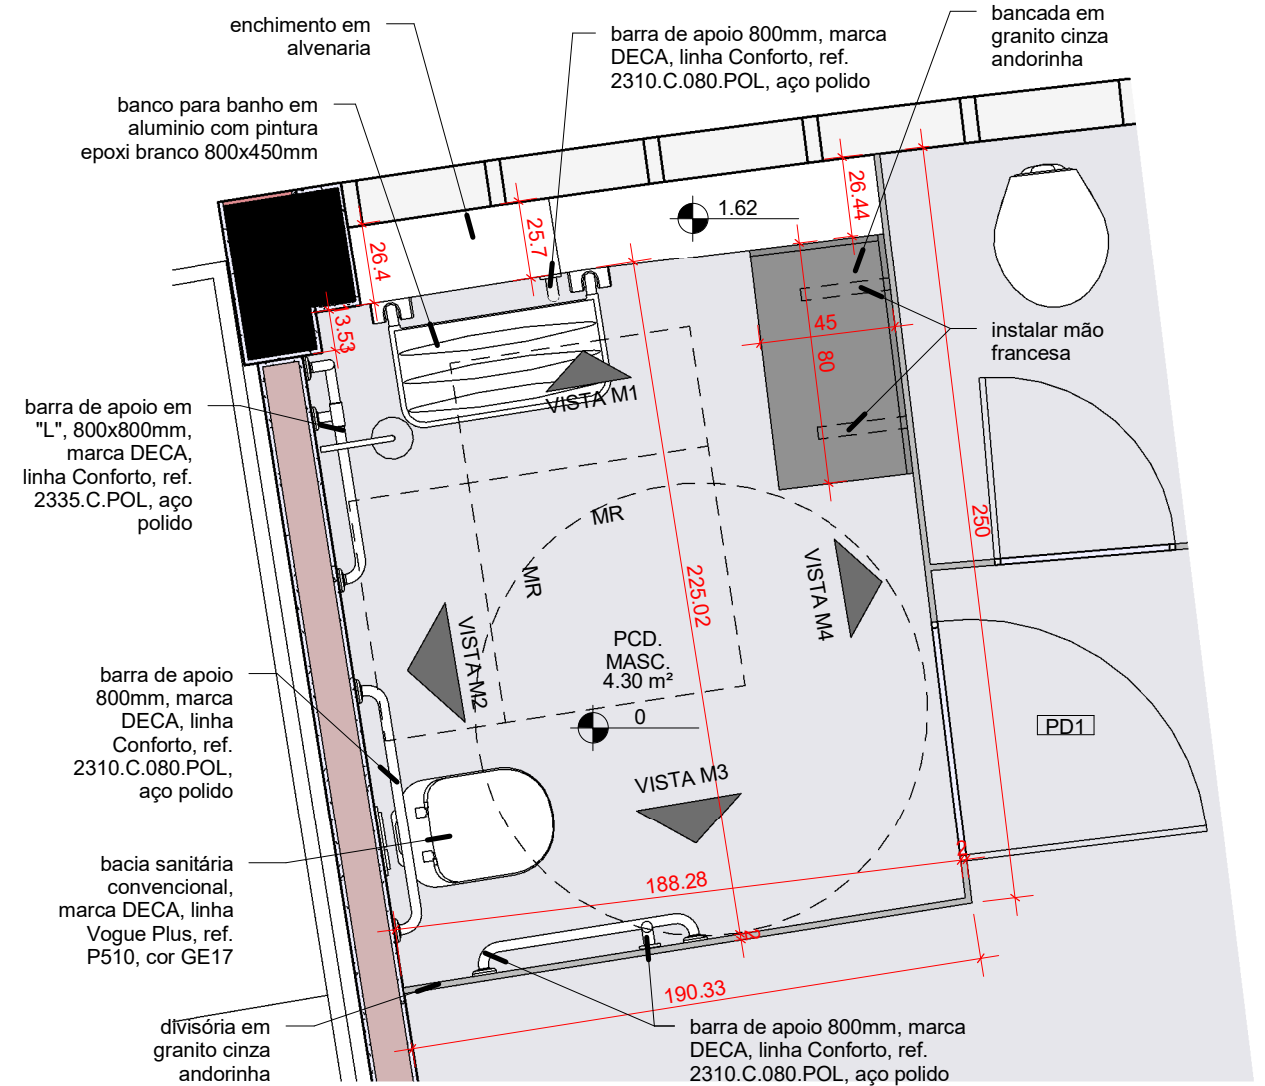 enchimento em
alvenaria
barra de apoio 800mm, marca
DECA, linha Conforto, ref.
2310.C.080.POL, aço polido
bancada em
granito cinza
andorinha
banco para banho em
aluminio com pintura
epoxi branco 800x450mm
26.4
25.7
1.62
26.44
13.53
45
80
instalar mão
francesa
VISTA M1
barra de apoio em
"L", 800x800mm,
marca DECA,
linha Conforto, ref.
2335.C.POL, aço
polido
MR
MR
250
225.02
VISTA M4
VISTA M2
PCD.
MASC.
4.30 m²
0
PD1
barra de apoio
800mm, marca
DECA, linha
Conforto, ref.
2310.C.080.POL,
aço polido
VISTA M3
bacia sanitária
convencional,
marca DECA, linha
Vogue Plus, ref.
P510, cor GE17
188.28
190.33
divisória em
granito cinza
andorinha
barra de apoio 800mm, marca
DECA, linha Conforto, ref.
2310.C.080.POL, aço polido